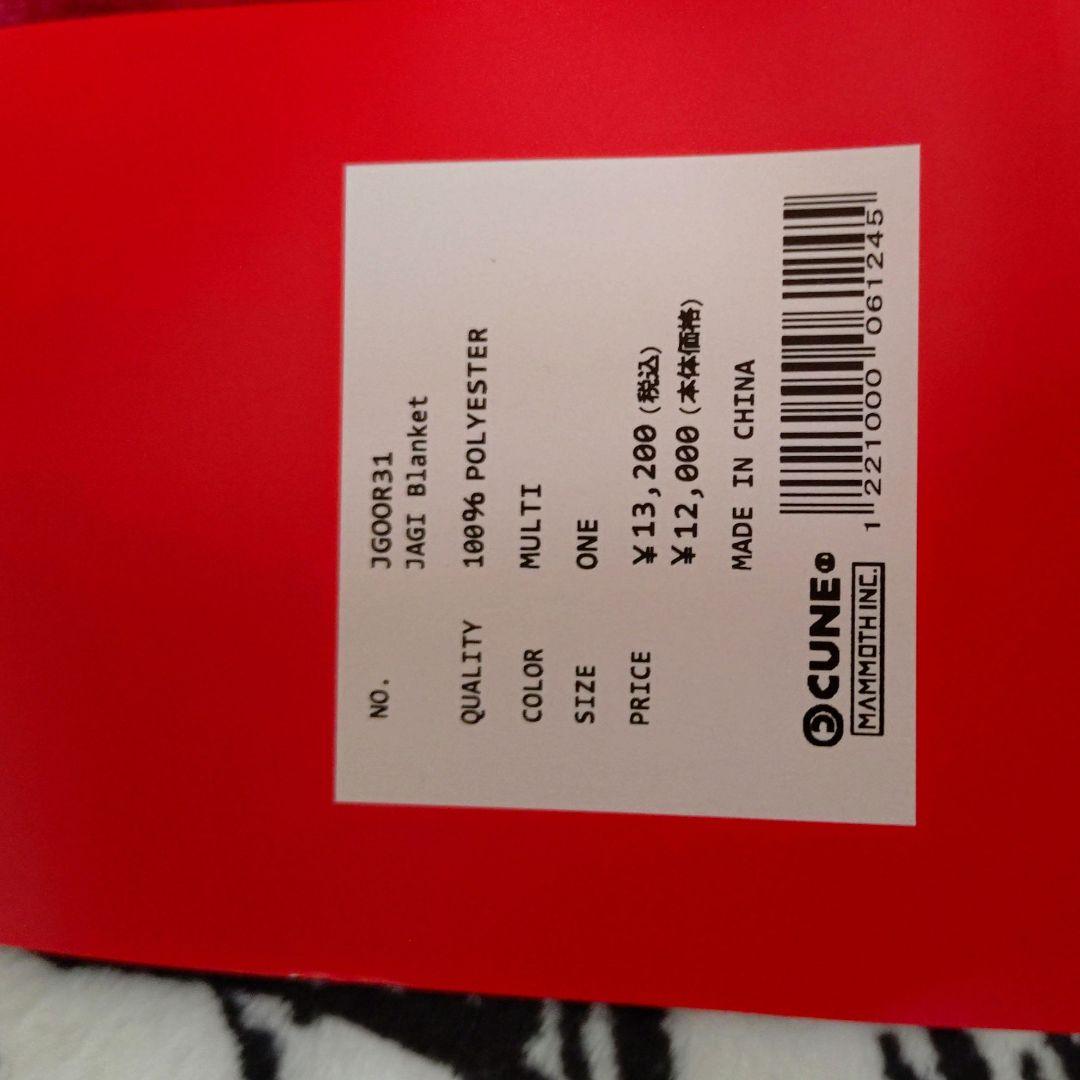 NO. JGOOR31
JAGI Blanket
QUALITY 100% POLYESTER
COLOR MULTI
SIZE ONE
PRICE ¥13,200(税込)
¥12,000(本体価格)
MADE IN CHINA
CUNE
MAMMOTH INC.
1 221000 061245